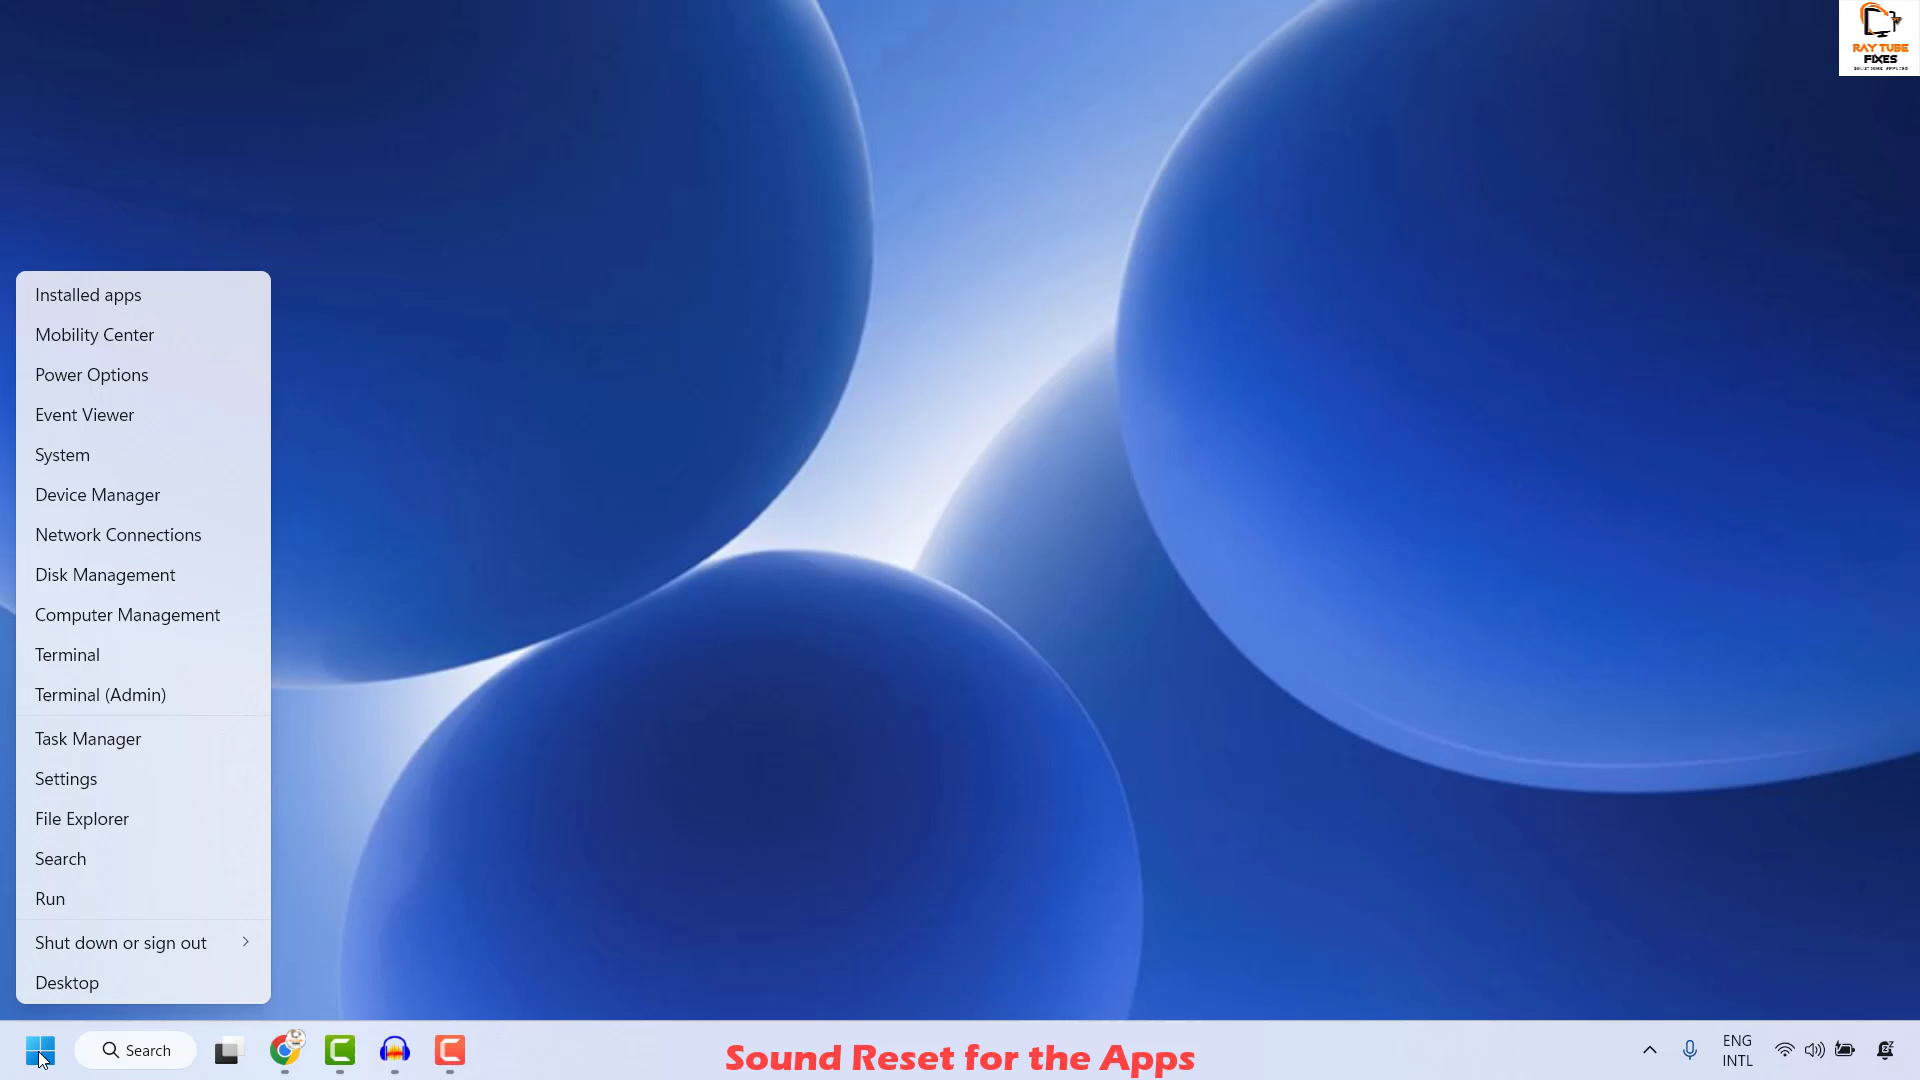 RAY TUBE
FIXES
Installed apps
Mobility Center
Power Options
Event Viewer
System
Device Manager
Network Connections
Disk Management
Computer Management
Terminal
Terminal (Admin)
Task Manager
Settings
File Explorer
Search
Run
Shut down or sign out
Desktop
Search
Sound Reset for the Apps
ENG
INTL